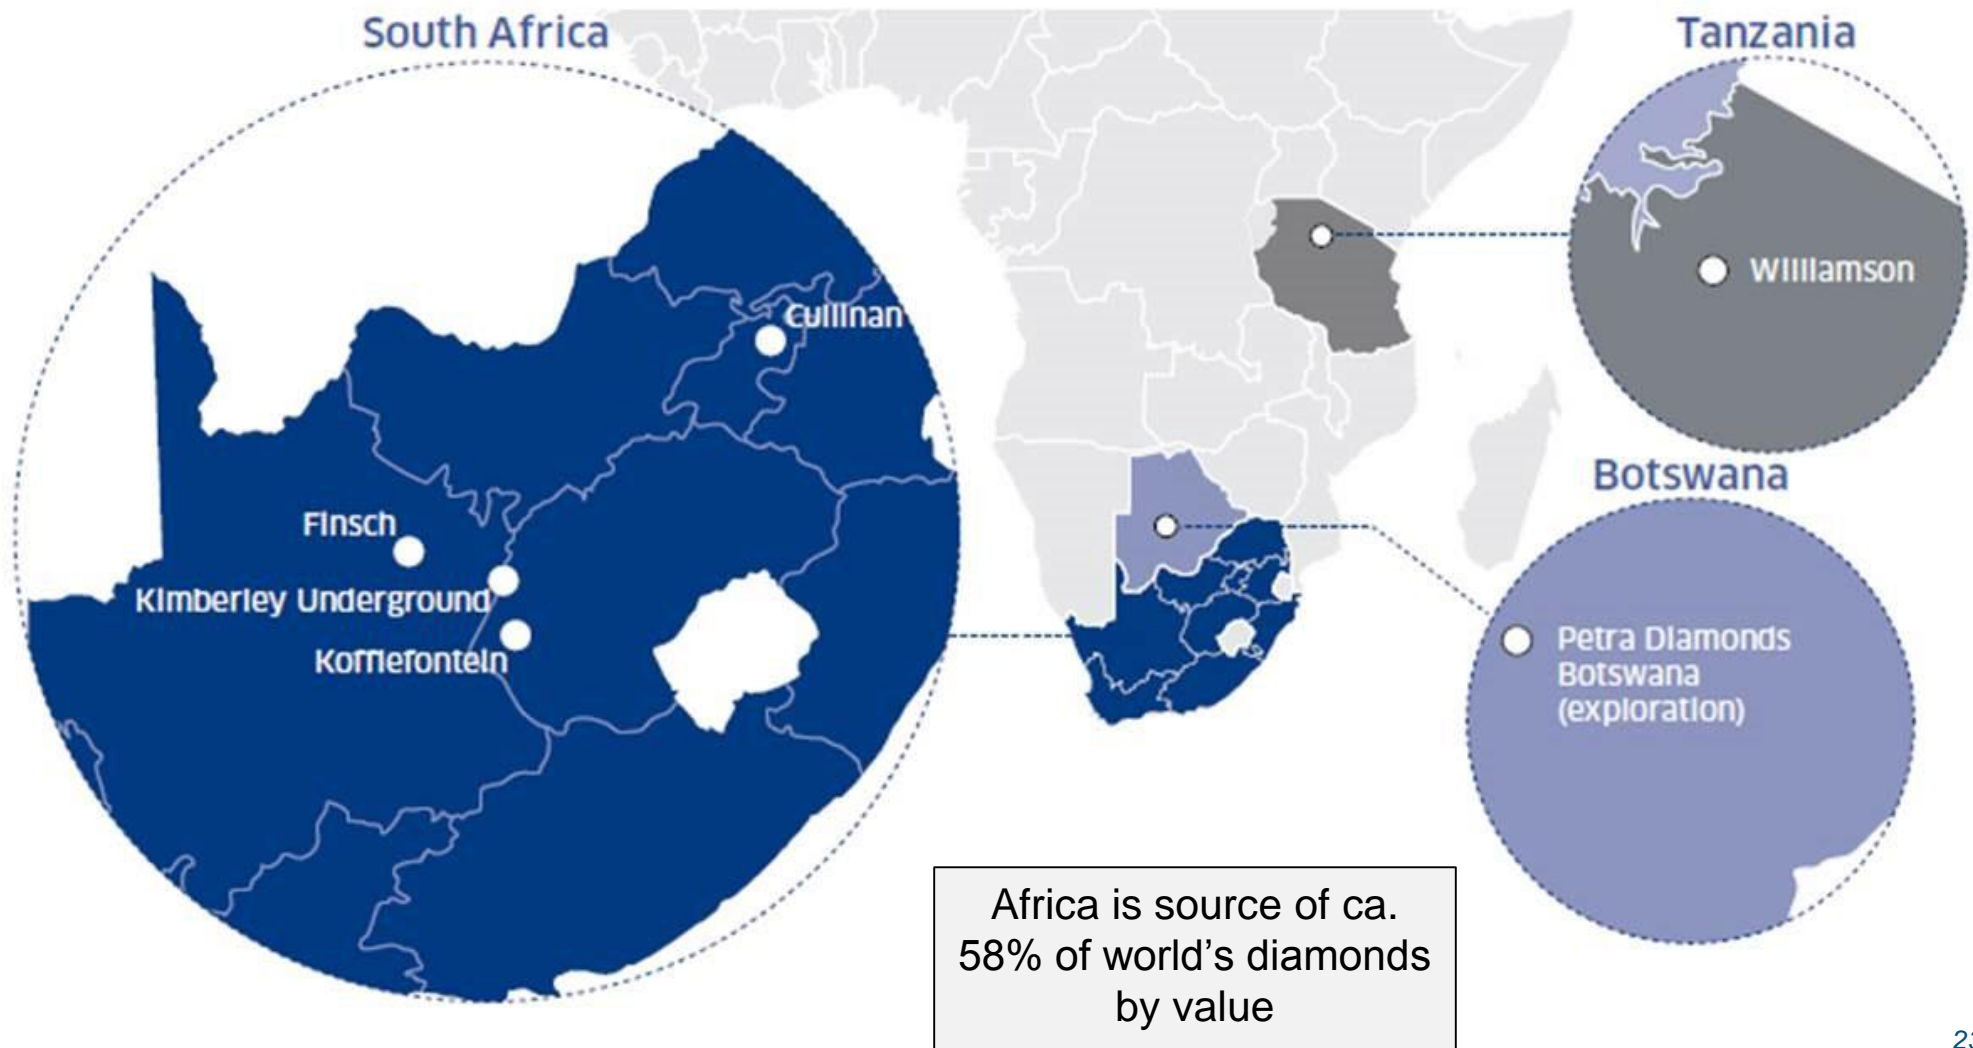 South Africa
Tanzania
Cullinan
Williamson
Botswana
Finsch
Kimberley Underground
Koffiefontein
Petra Diamonds
Botswana
(exploration)
Africa is source of ca.
58% of world's diamonds
by value